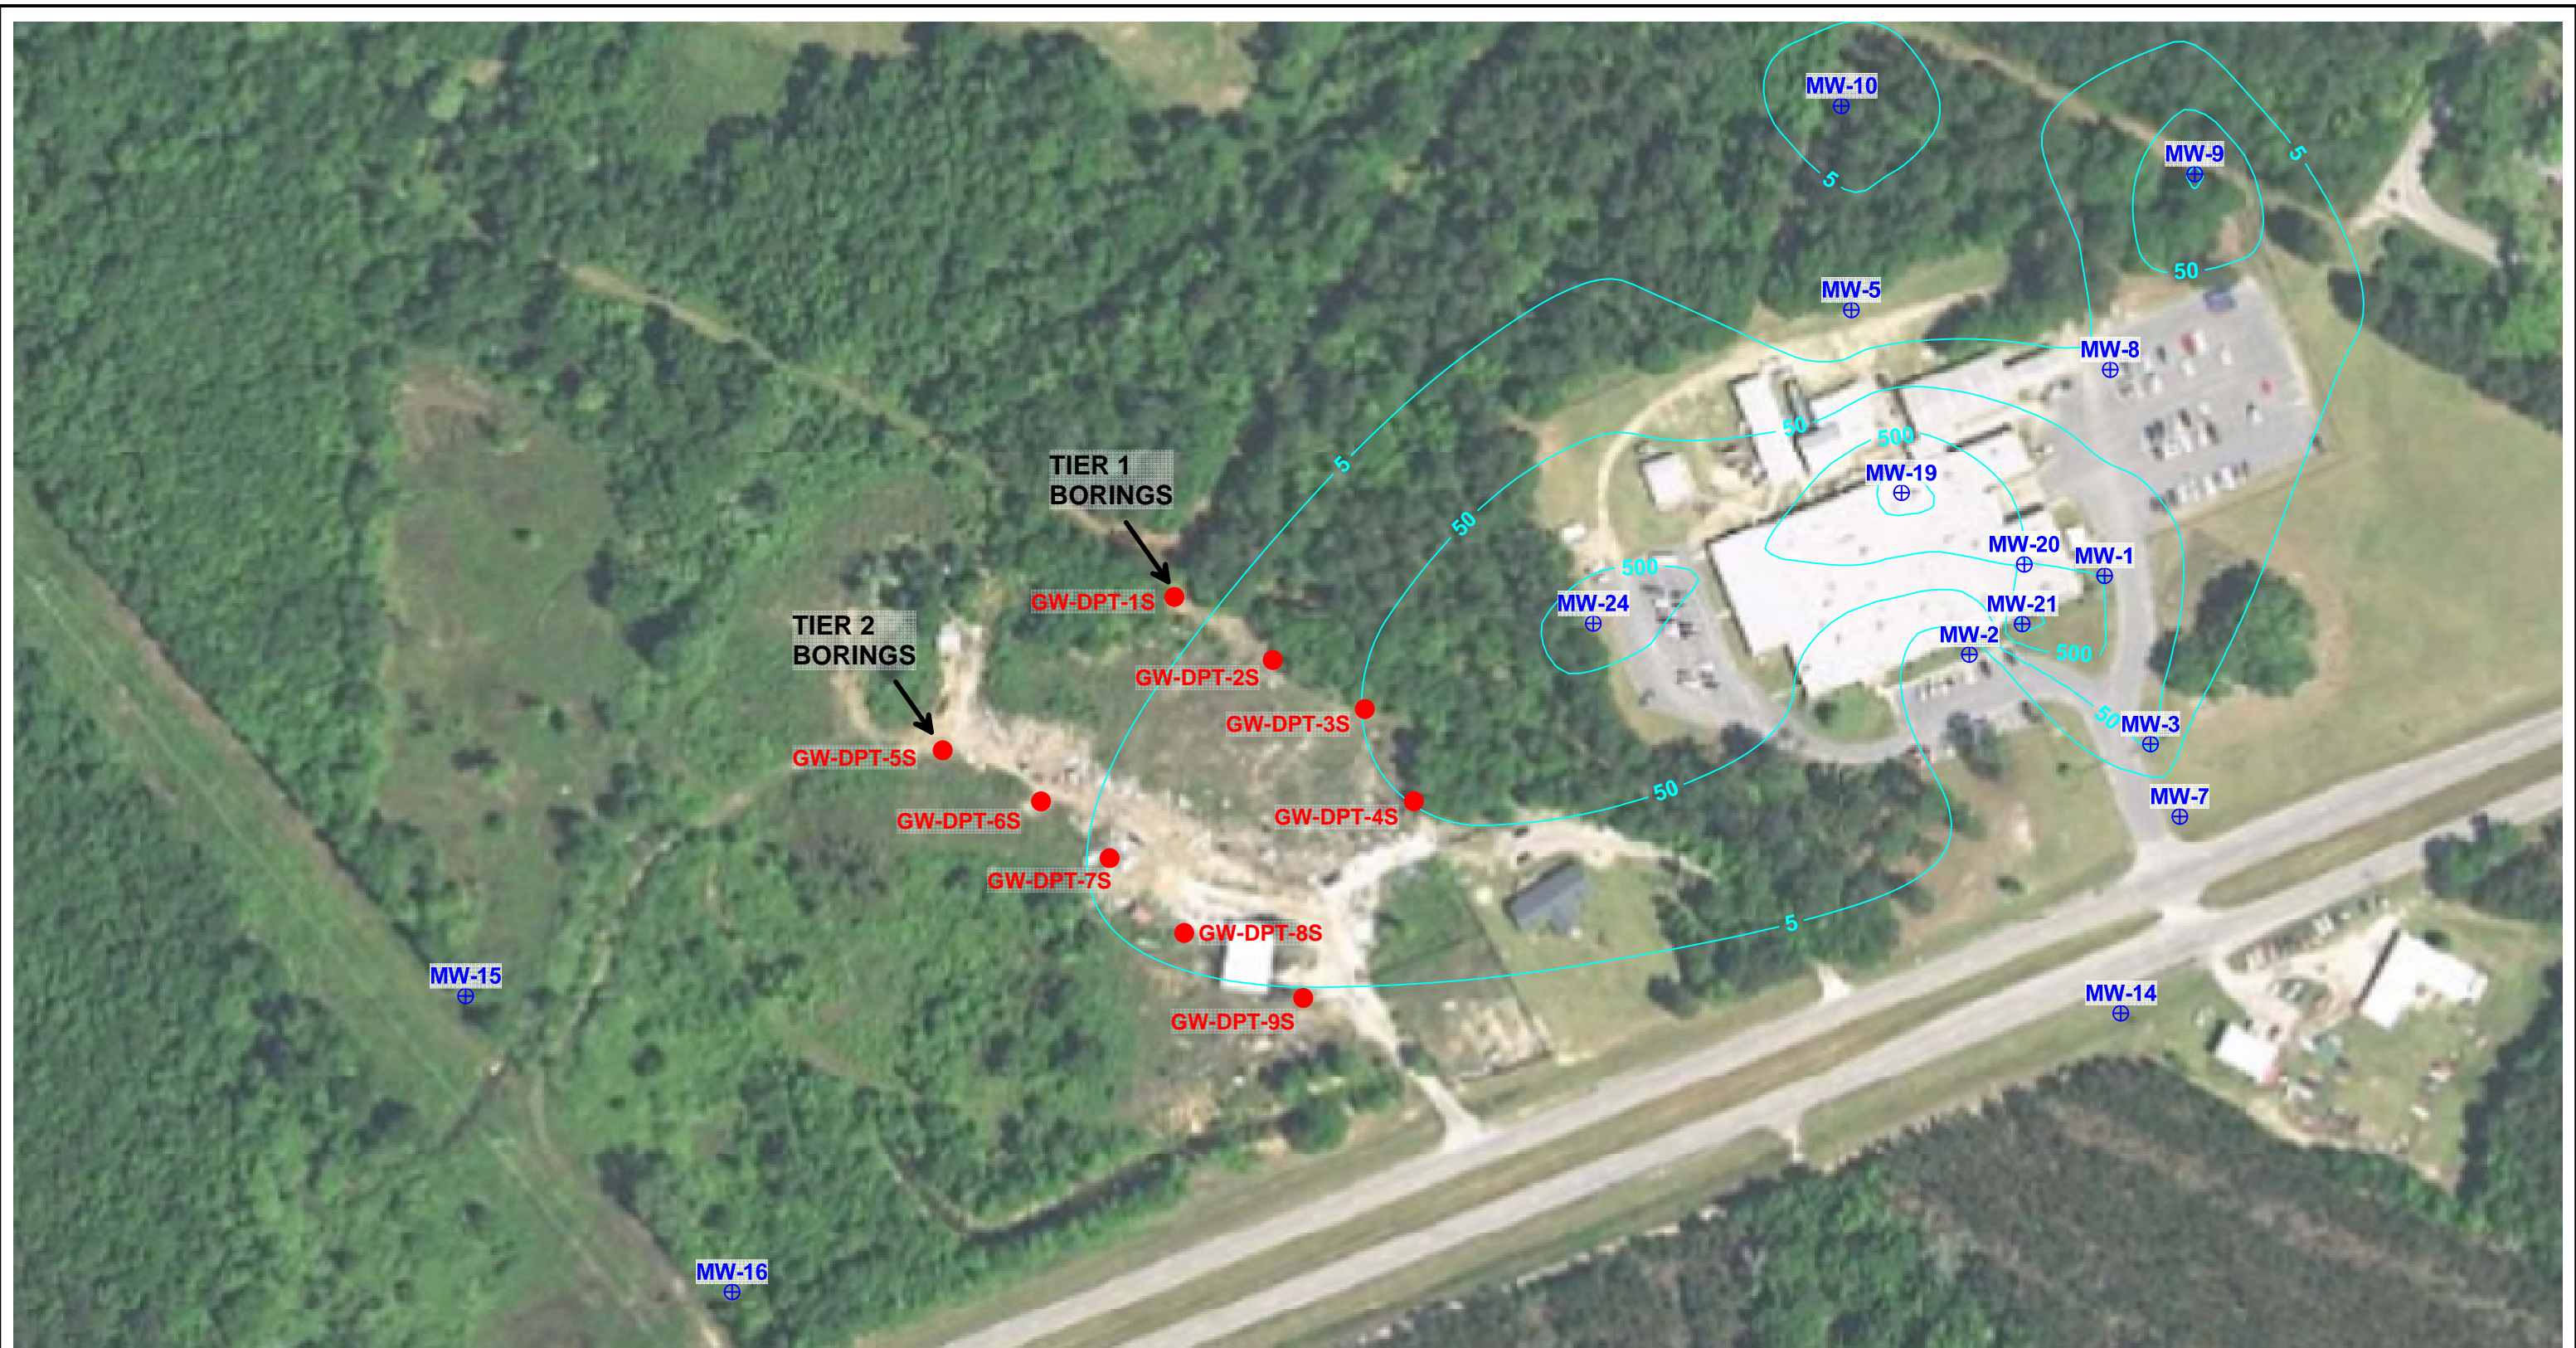 MW-10
MW-9
5
5
50
MW-5
MW-8
50
500
5
TIER 1
BORINGS
MW-19
50
MW-20
MW-1
500
GW-DPT-1S
MW-24
MW-21
TIER 2
BORINGS
MW-2
500
GW-DPT-2S
50
MW-3
GW-DPT-3S
GW-DPT-5S
50
MW-7
GW-DPT-4S
GW-DPT-6S
GW-DPT-7S
5
GW-DPT-8S
MW-15
MW-14
GW-DPT-9S
MW-16